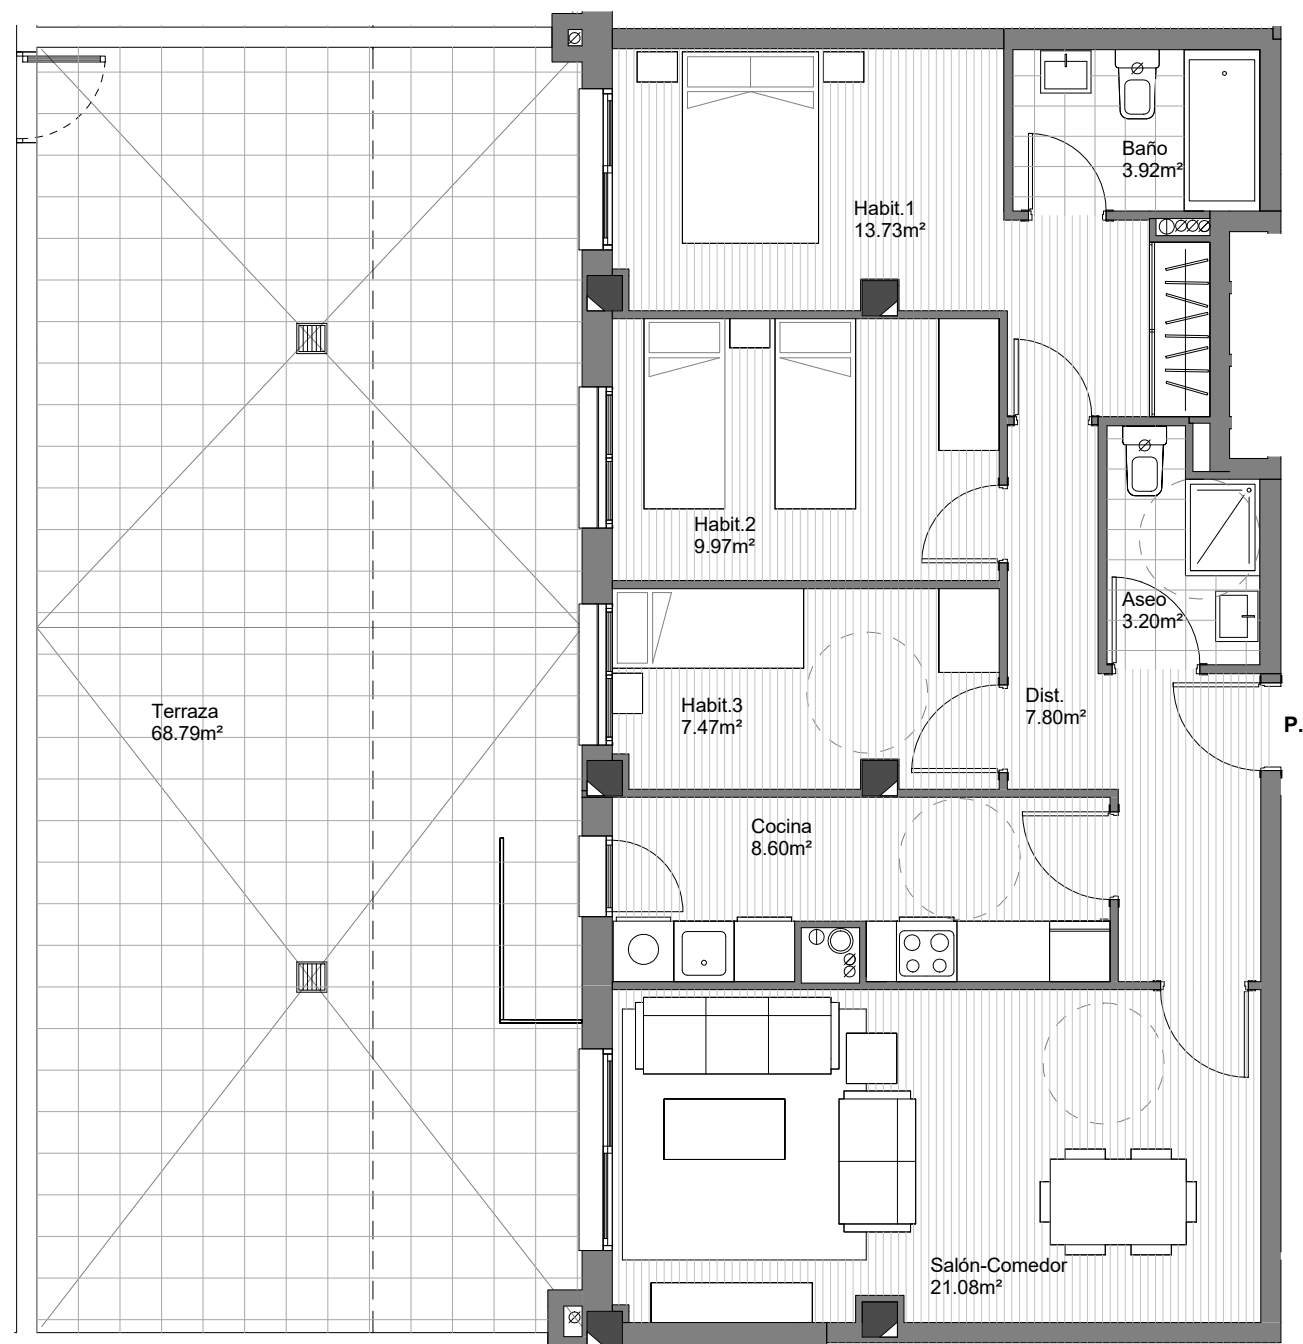 Baño
3.92m²
Habit.1
13.73m²
Habit.2
9.97m²
Aseo
3.20m²
Habit.3
7.47m²
Dist.
7.80m²
Terraza
68.79m²
P.
Cocina
8.60m²
Salón-Comedor
21.08m²